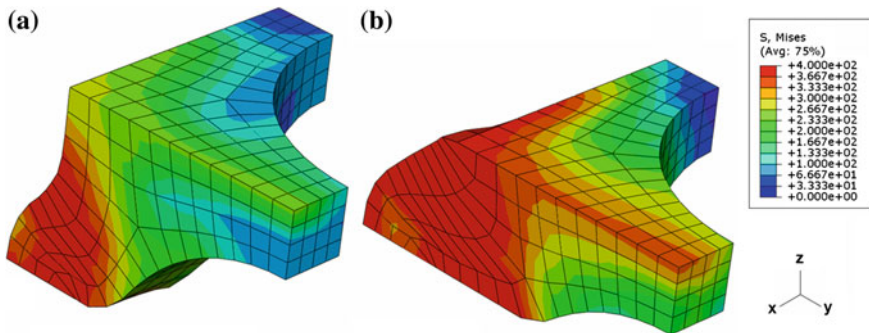 (a)
(b)
S, Mises
(Avg: 75%)
+4.000e+02
+3.667e+02
+3.333e+02
+3.000e+02
+2.667e+02
+2.333e+02
+2.000e+02
+1.667e+02
+1.333e+02
+1.000e+02
+6.667e+01
+3.333e+01
+0.000e+00
z
x
y